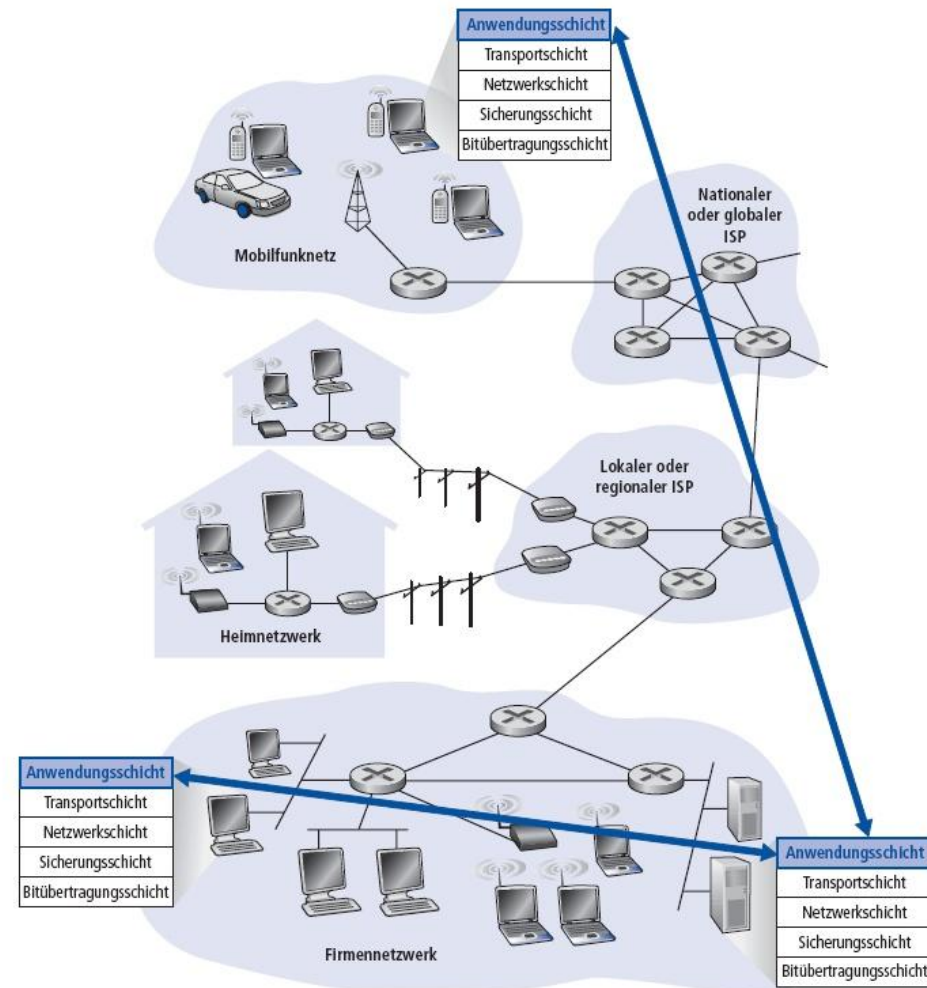 Anwendungsschicht
Transportschicht
Netzwerkschicht
Sicherungsschicht
Bitübertragungsschicht
Nationaler
oder globaler
ISP
Mobilfunknetz
Lokaler oder
regionaler ISP
Heimnetzwerk
Anwendungsschicht
Transportschicht
Netzwerkschicht
Sicherungsschicht
Bitübertragungsschicht
Firmennetzwerk
Anwendungsschicht
Transportschicht
Netzwerkschicht
Sicherungsschicht
Bitübertragungsschicht